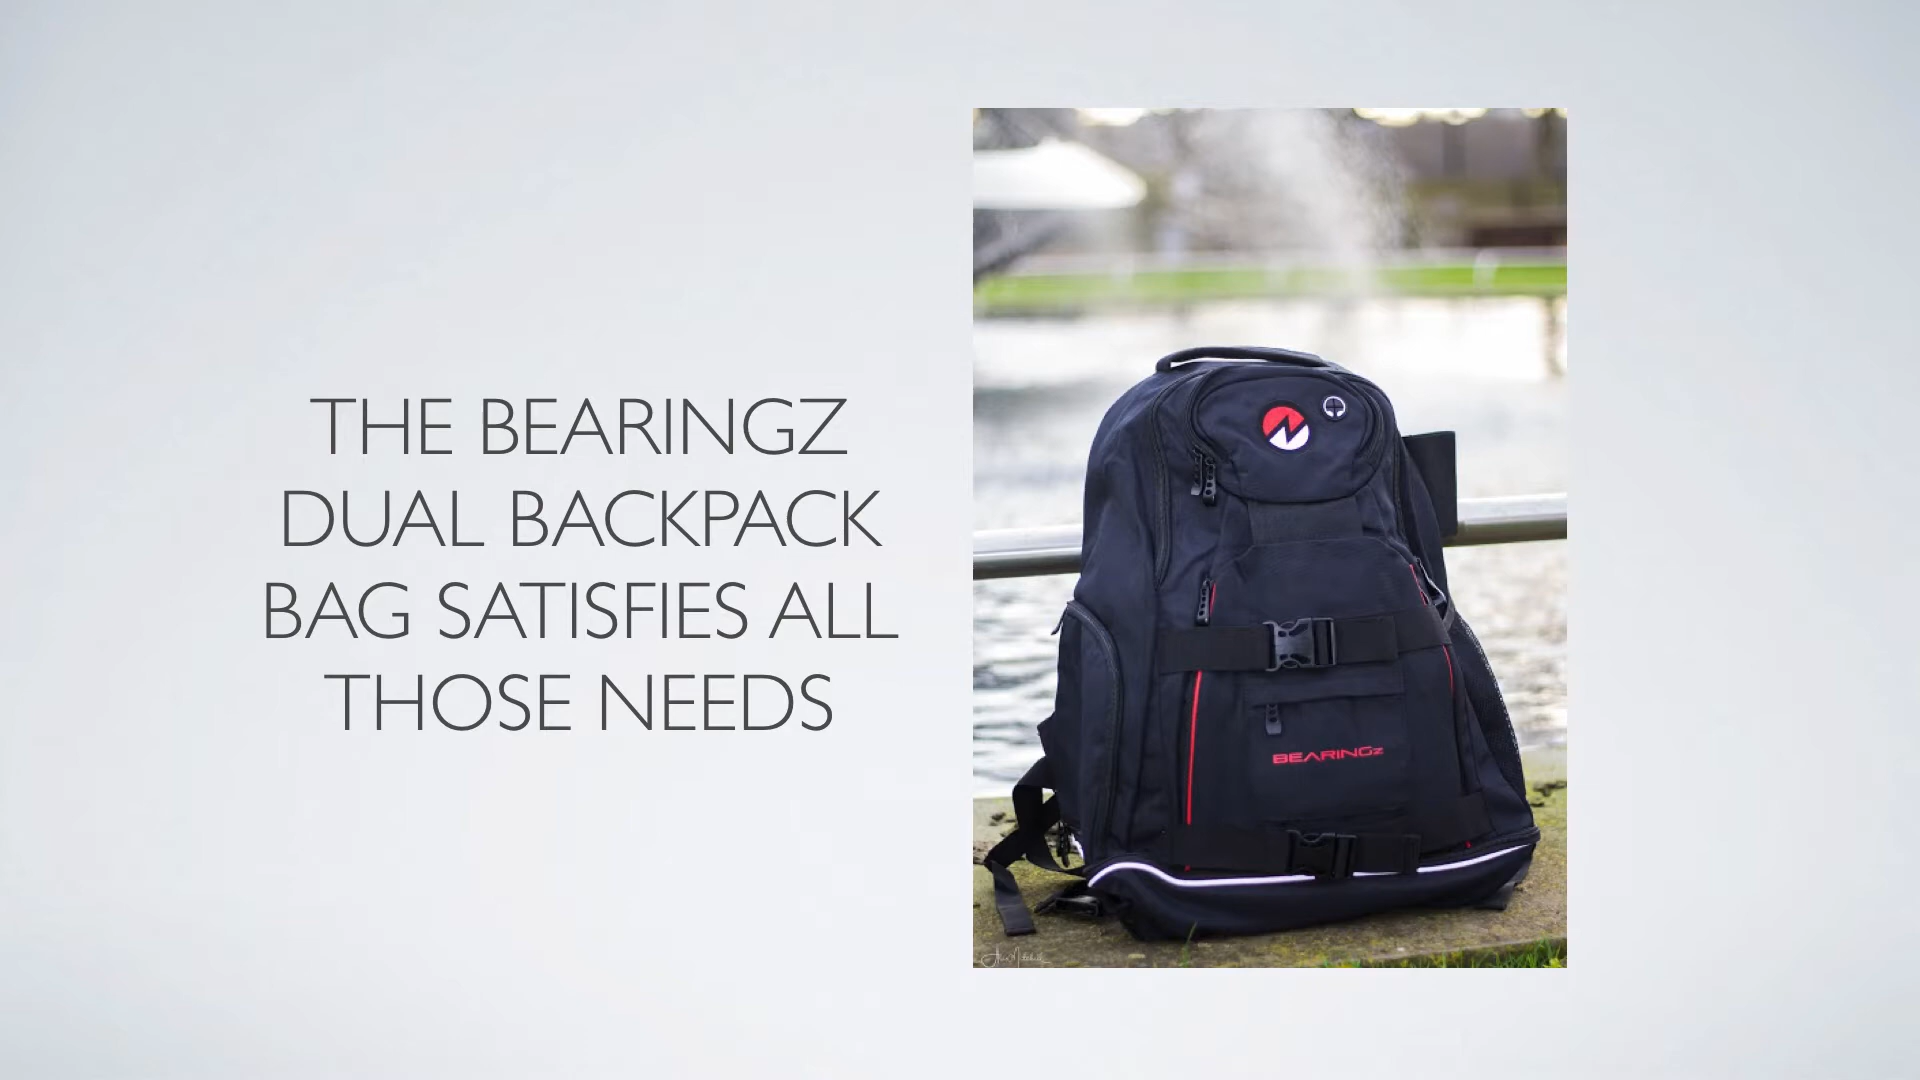 THE BEARINGZ
DUAL BACKPACK
BAG SATISFIES ALL
THOSE NEEDS
BEARINGz